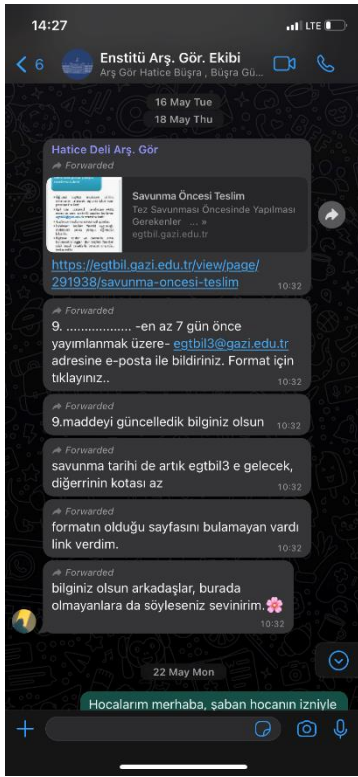 14:27
LTE
6
Enstitü Arş. Gör. Ekibi
Arş Gör Hatice Büşra , Büşra Gü...
16 May Tue
18 May Thu
Hatice Deli Arş. Gör
Forwarded
Savunma Öncesi Teslim
Tez Savunması Öncesinde Yapılması
Gerekenler ... »
egtbil.gazi.edu.tr
https://egtbil.gazi.edu.tr/view/page/
291938/savunma-oncesi-teslim
10:32
Forwarded
9. .................. -en az 7 gün önce
yayımlanmak üzere- egtbil3@gazi.edu.tr
adresine e-posta ile bildiriniz. Format için
tıklayınız..
10:32
Forwarded
9.maddeyi güncelledik bilginiz olsun
10:32
Forwarded
savunma tarihi de artık egtbil3 e gelecek,
diğerrinin kotası az
10:32
Forwarded
formatın olduğu sayfasını bulamayan vardı
link verdim.
10:32
Forwarded
bilginiz olsun arkadaşlar, burada
olmayanlara da söyleseniz sevinirim.🌸
10:32
22 May Mon
Hocalarım merhaba, şaban hocanın izniyle